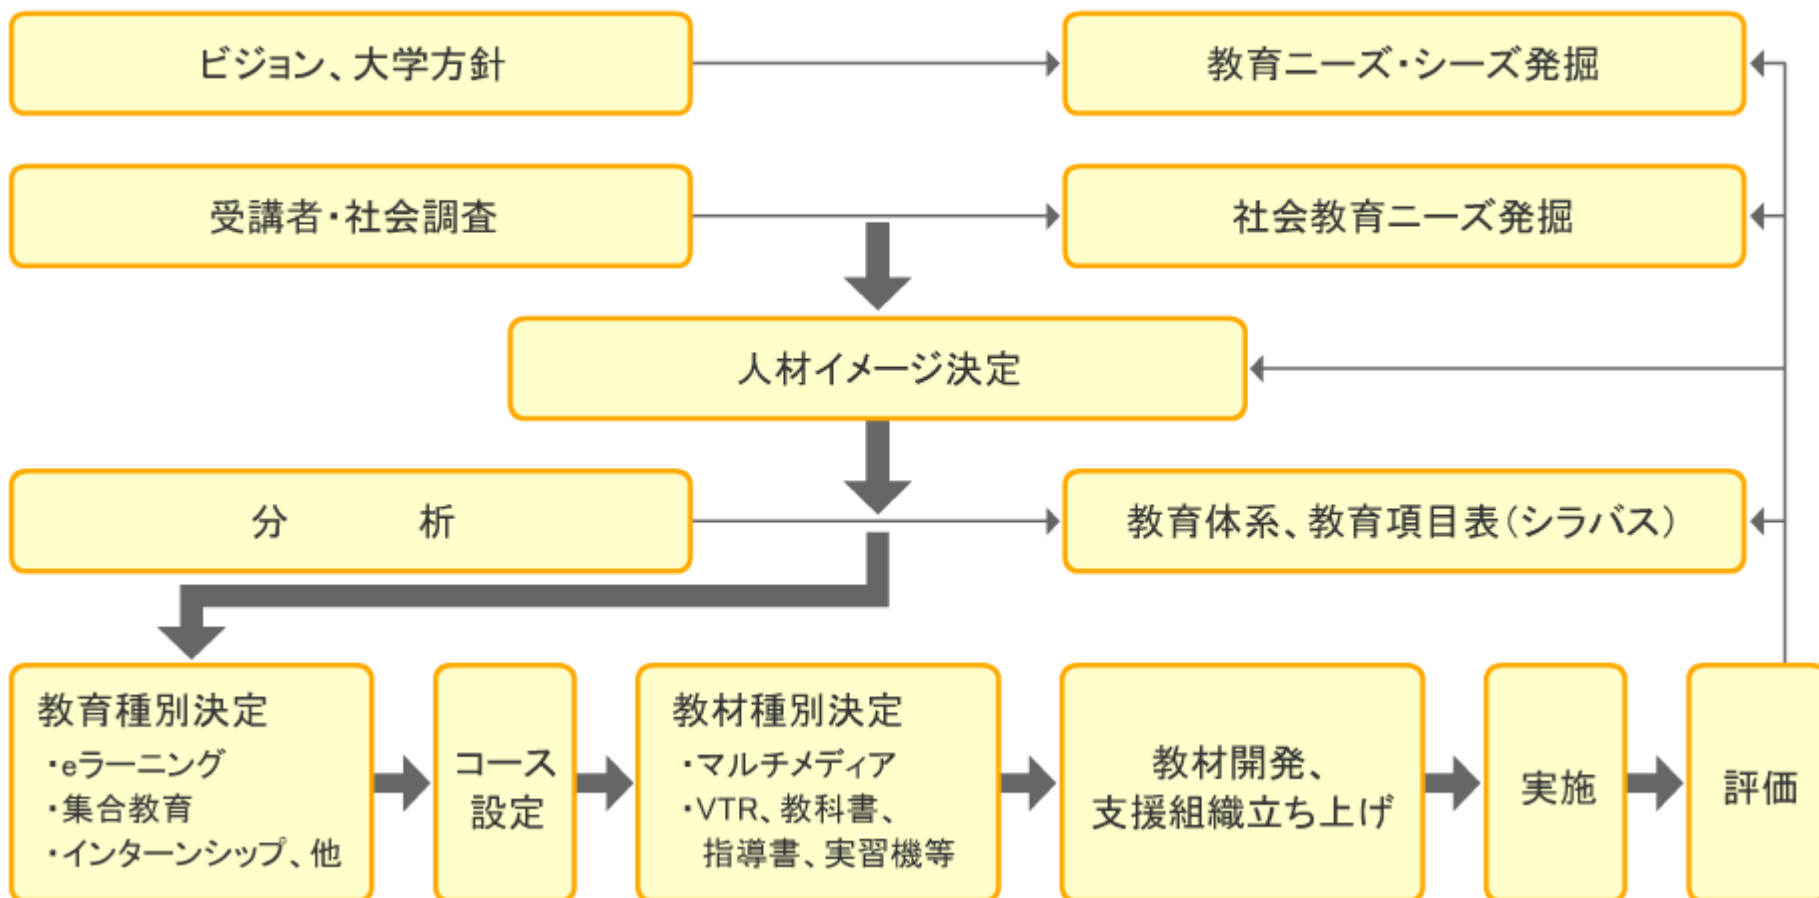 ビジョン、大学方針
教育ニーズ・シーズ発掘
受講者・社会調査
社会教育ニーズ発掘
人材イメージ決定
分　　　析
教育体系、教育項目表(シラバス)
教育種別決定
・eラーニング
・集合教育
・インターンシップ、他
コース
設定
教材種別決定
・マルチメディア
・VTR、教科書、
指導書、実習機等
教材開発、
支援組織立ち上げ
実施
評価